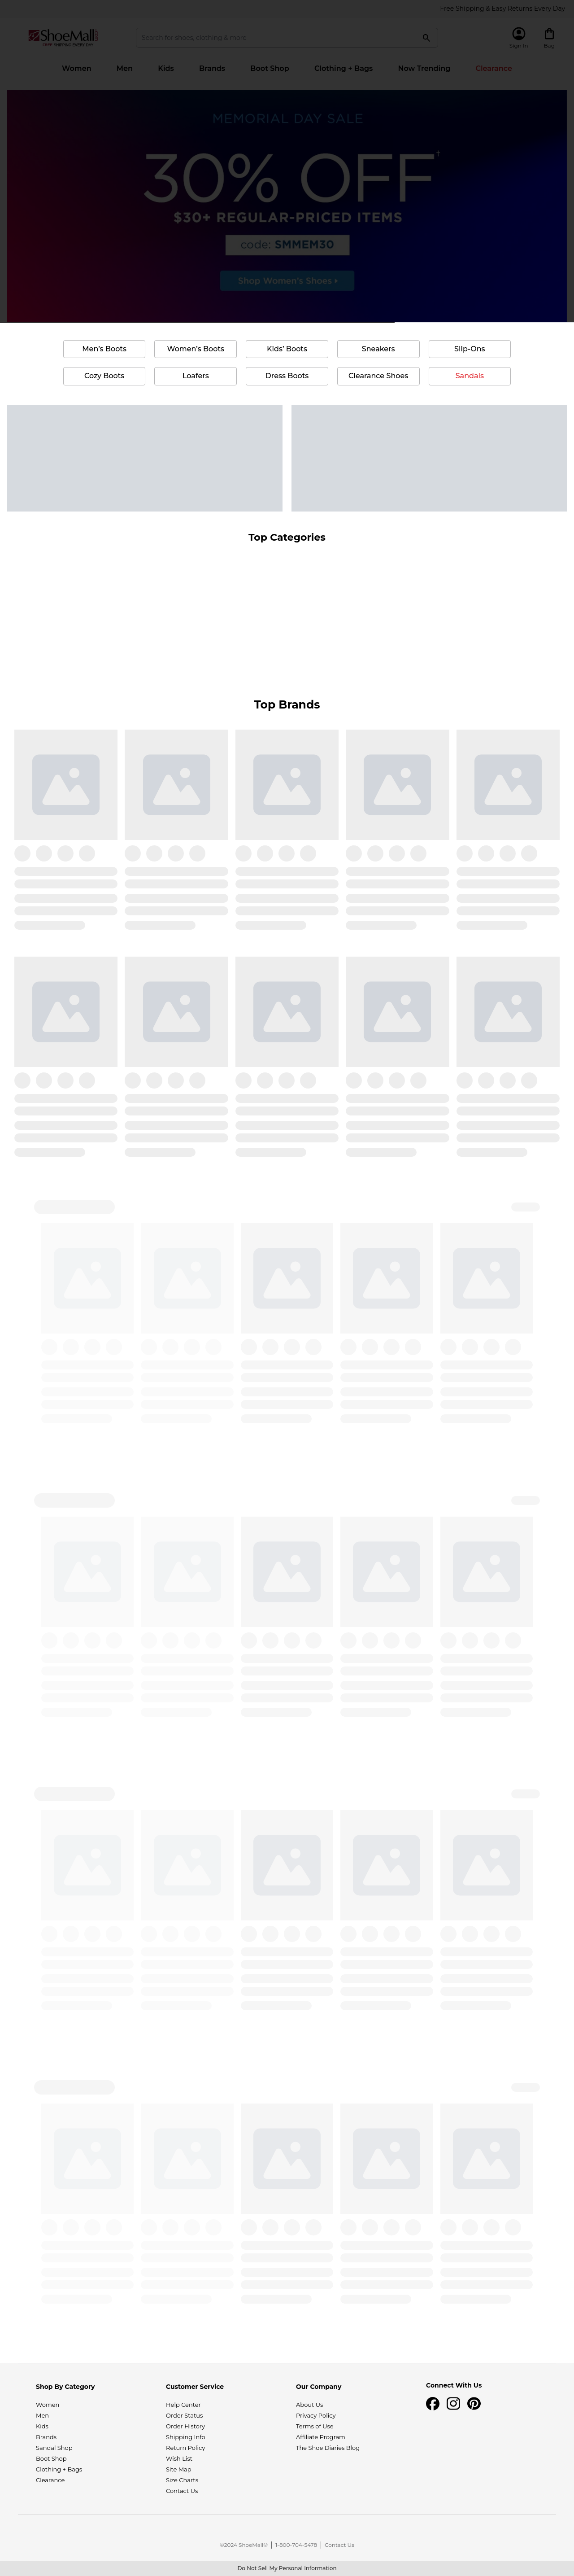 Free Shipping & Easy Returns Every Day
ShoeMall
FREE SHIPPING EVERY DAY
Search for shoes, clothing & more
Sign In
Bag
Women Men Kids Brands Boot Shop Clothing + Bags Now Trending Clearance
MEMORIAL DAY SALE
30% OFF†
$30+ REGULAR-PRICED ITEMS
code: SMMEM30
Shop Women's Shoes
Men's Boots Women's Boots Kids' Boots Sneakers Slip-Ons
Cozy Boots Loafers Dress Boots Clearance Shoes Sandals
Top Categories
Top Brands
Shop By Category
Women
Men
Kids
Brands
Sandal Shop
Boot Shop
Clothing + Bags
Clearance
Customer Service
Help Center
Order Status
Order History
Shipping Info
Return Policy
Wish List
Site Map
Size Charts
Contact Us
Our Company
About Us
Privacy Policy
Terms of Use
Affiliate Program
The Shoe Diaries Blog
Connect With Us
©2024 ShoeMall® | 1-800-704-5478 | Contact Us
Do Not Sell My Personal Information